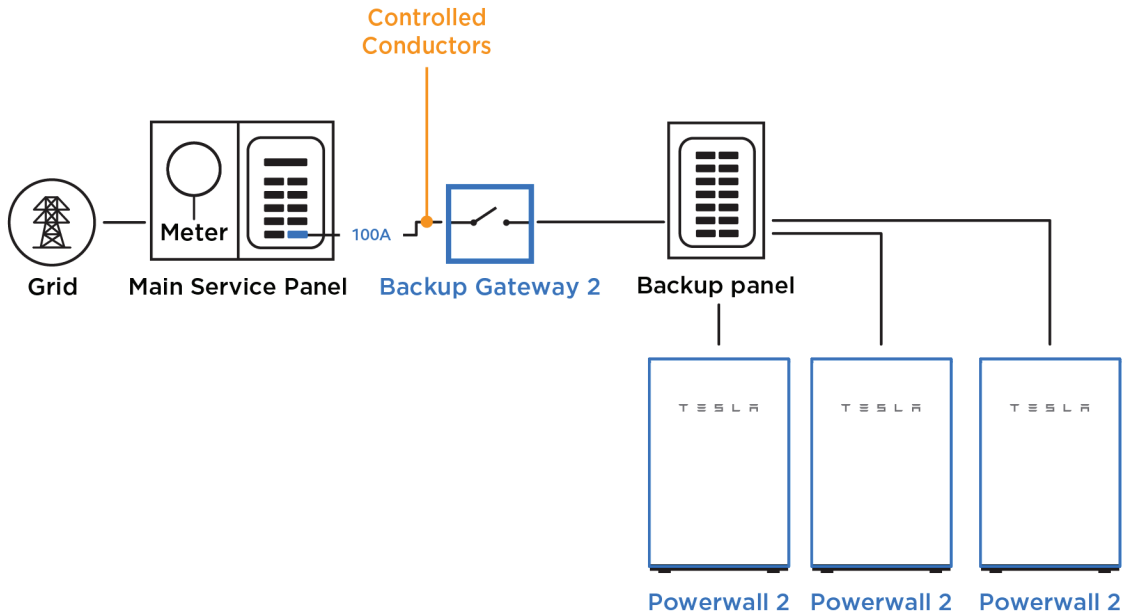 Controlled
Conductors
Meter
100A
Grid
Main Service Panel
Backup Gateway 2
Backup panel
TESLA
TESLA
TESLA
Powerwall 2
Powerwall 2
Powerwall 2